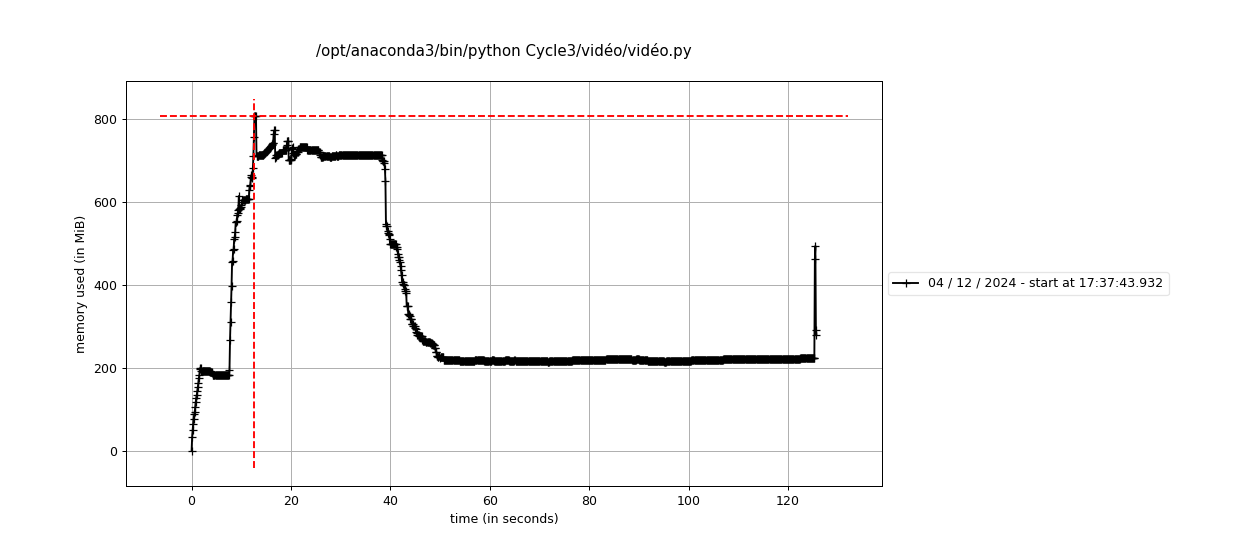 /opt/anaconda3/bin/python Cycle3/vidéo/vidéo.py
800
600
400
200
0
memory used (in MiB)
04 / 12 / 2024 - start at 17:37:43.932
0 20 40 60 80 100 120
time (in seconds)